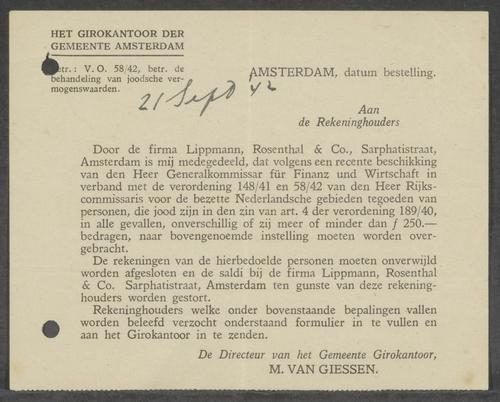 HET GIROKANTOOR DER
GEMEENTE AMSTERDAM
Betr.: V. O. 58/42, betr. de
behandeling van joodsche ver-
mogenswaarden.
AMSTERDAM, datum bestelling.
21 Sept 42
Aan
de Rekeninghouders
Door de firma Lippmann, Rosenthal & Co., Sarphatistraat,
Amsterdam is mij medegedeeld, dat volgens een recente beschikking
van den Heer Generalkommissar für Finanz und Wirtschaft in
verband met de verordening 148/41 en 58/42 van den Heer Rijks-
commissaris voor de bezette Nederlandsche gebieden tegoeden van
personen, die jood zijn in den zin van art. 4 der verordening 189/40,
in alle gevallen, onverschillig of zij meer of minder dan ƒ 250.—
bedragen, naar bovengenoemde instelling moeten worden over-
gebracht.
De rekeningen van de hierbedoelde personen moeten onverwijld
worden afgesloten en de saldi bij de firma Lippmann, Rosenthal
& Co. Sarphatistraat, Amsterdam ten gunste van deze rekening-
houders worden gestort.
Rekeninghouders welke onder bovenstaande bepalingen vallen
worden beleefd verzocht onderstaand formulier in te vullen en
aan het Girokantoor in te zenden.
De Directeur van het Gemeente Girokantoor,
M. VAN GIESSEN.